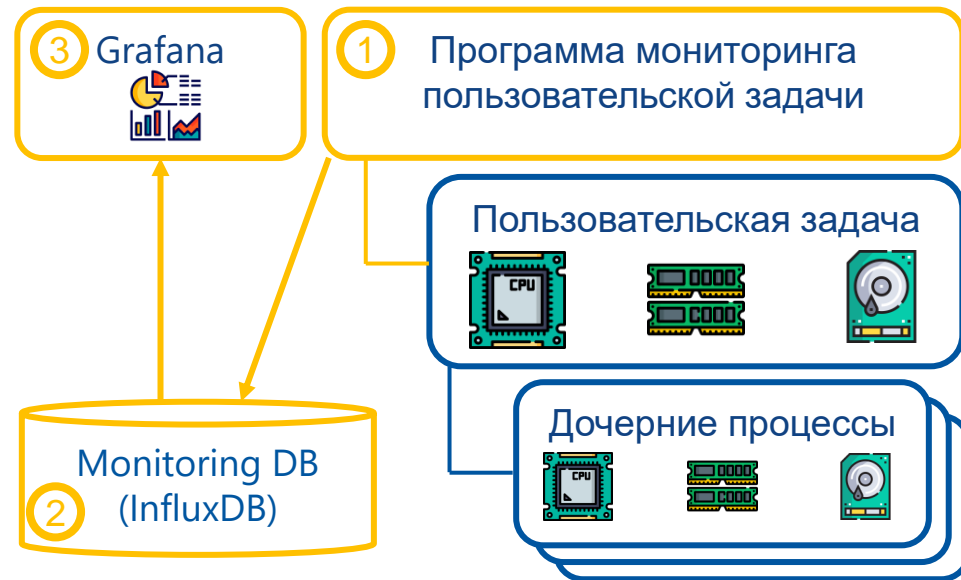 3 Grafana
1 Программа мониторинга
пользовательской задачи
Пользовательская задача
CPU
Дочерние процессы
CPU
Monitoring DB
2 (InfluxDB)